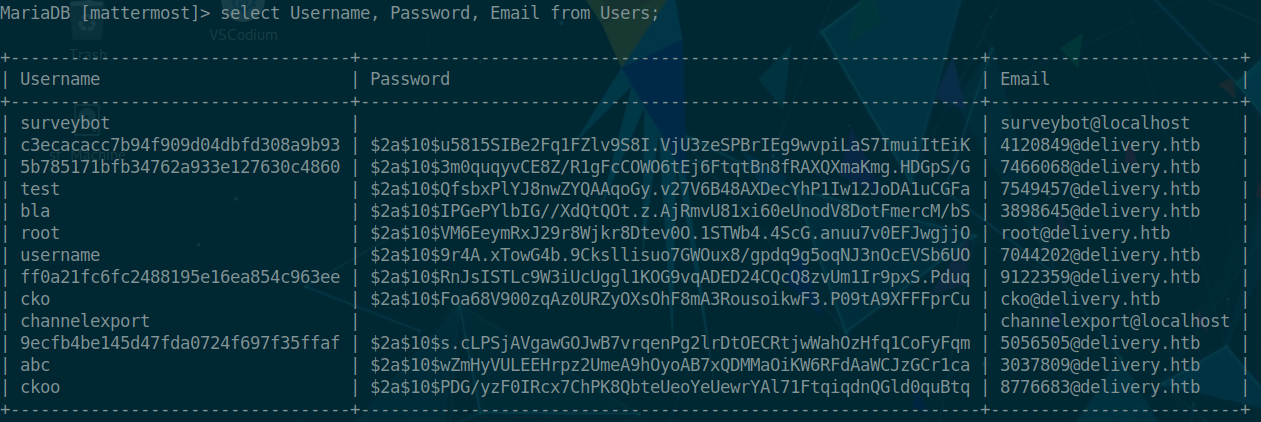 MariaDB [mattermost]> select Username, Password, Email from Users;
VSCodium
Trash
+----------------------------------+--------------------------------------------------------------+-------------------------+
| Username | Password | Email |
+----------------------------------+--------------------------------------------------------------+-------------------------+
| surveybot | | surveybot@localhost |
| c3ecacacc7b94f909d04dbfd308a9b93 | $2a$10$u5815SIBe2Fq1FZlv9S8I.VjU3zeSPBrIEg9wvpiLaS7ImuiItEiK | 4120849@delivery.htb |
| 5b785171bfb34762a933e127630c4860 | $2a$10$3m0quqyvCE8Z/R1gFcCOWO6tEj6FtqtBn8fRAXQXmaKmg.HDGpS/G | 7466068@delivery.htb |
| test | $2a$10$QfsbxPlYJ8nwZYQAAqoGy.v27V6B48AXDecYhP1Iw12JoDA1uCGFa | 7549457@delivery.htb |
| bla | $2a$10$IPGePYlbIG//XdQtQOt.z.AjRmvU81xi60eUnodV8DotFmercM/bS | 3898645@delivery.htb |
| root | $2a$10$VM6EeymRxJ29r8Wjkr8Dtev0O.1STWb4.4ScG.anuu7v0EFJwgjjO | root@delivery.htb |
| username | $2a$10$9r4A.xTowG4b.9Cksllisuo7GWOux8/gpdq9g5oqNJ3nOcEVSb6UO | 7044202@delivery.htb |
| ff0a21fc6fc2488195e16ea854c963ee | $2a$10$RnJsISTLc9W3iUcUggl1KOG9vqADED24CQcQ8zvUm1Ir9pxS.Pduq | 9122359@delivery.htb |
| cko | $2a$10$Foa68V900zqAz0URZyOXsOhF8mA3RousoikwF3.P09tA9XFFFprCu | cko@delivery.htb |
| channelexport | | channelexport@localhost |
| 9ecfb4be145d47fda0724f697f35ffaf | $2a$10$s.cLPSjAVgawGOJwB7vrqenPg2lrDtOECRtjwWahOzHfq1CoFyFqm | 5056505@delivery.htb |
| abc | $2a$10$wZmHyVULEEHrpz2UmeA9hOyoAB7xQDMMaOiKW6RFdAaWCJzGCr1ca | 3037809@delivery.htb |
| ckoo | $2a$10$PDG/yzF0IRcx7ChPK8QbteUeoYeUewrYAl71FtqiqdnQGld0quBtq | 8776683@delivery.htb |
+----------------------------------+--------------------------------------------------------------+-------------------------+